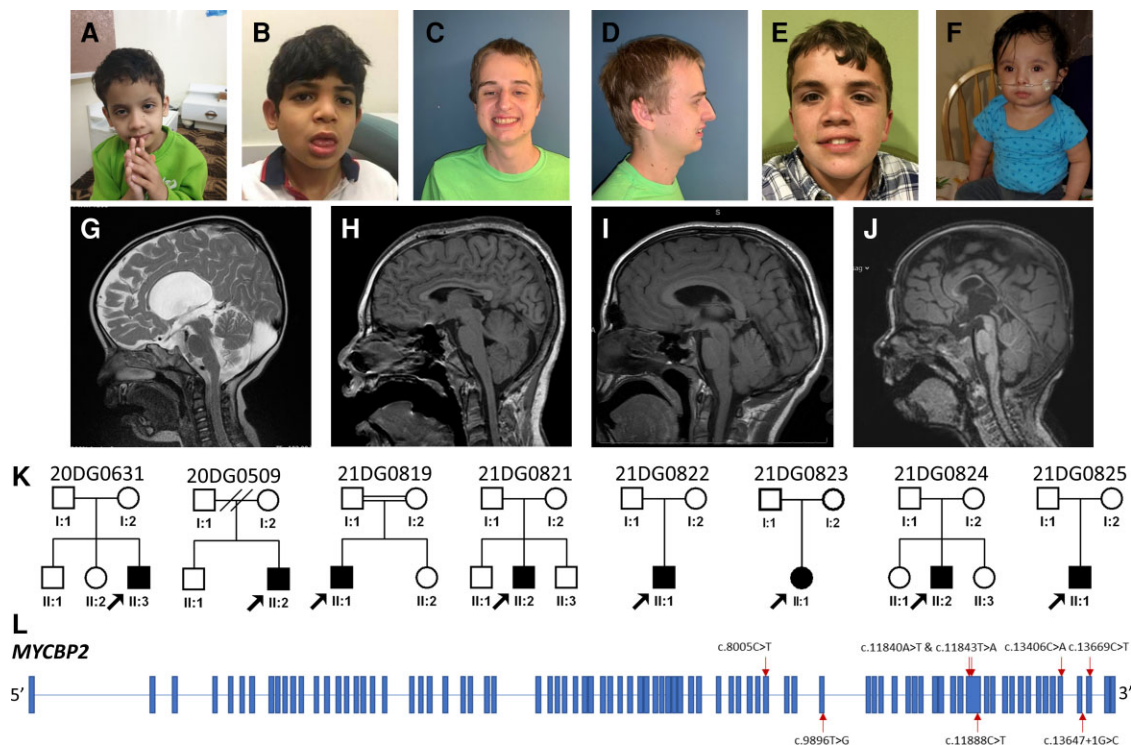 A
B
C
D
E
F
G
H
I
J
S
A
K
20DG0631 20DG0509 21DG0819 21DG0821 21DG0822 21DG0823 21DG0824 21DG0825
I:1 I:2 I:1 I:2 I:1 I:2 I:1 I:2 I:1 I:2 I:1 I:2 I:1 I:2 I:1 I:2
II:1 II:2 II:3 II:1 II:2 II:1 II:2 II:1 II:2 II:3 II:1 II:1 II:1 II:2 II:3 II:1
L
MYCBP2
c.8005C>T c.11840A>T & c.11843T>A c.13406C>A c.13669C>T
5′ 3′
c.9896T>G c.11888C>T c.13647+1G>C